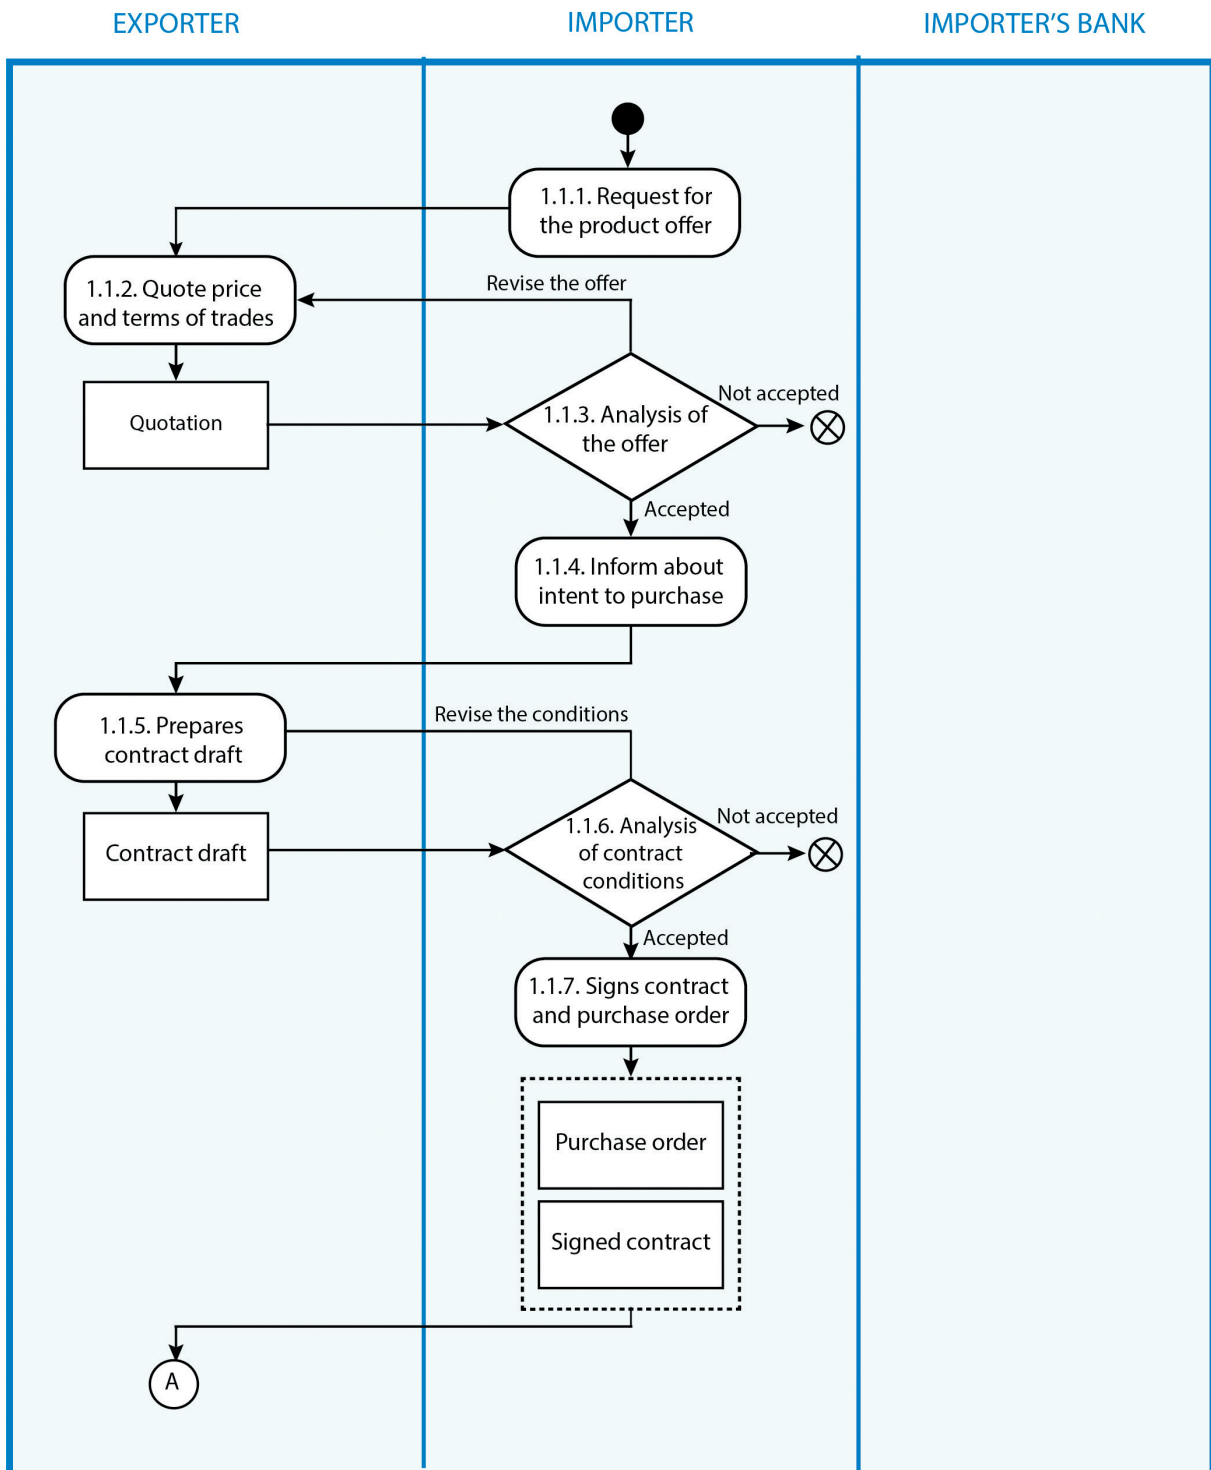 EXPORTER
IMPORTER
IMPORTER'S BANK
1.1.1. Request for
the product offer
1.1.2. Quote price
and terms of trades
Revise the offer
Quotation
1.1.3. Analysis of
the offer
Not accepted
Accepted
1.1.4. Inform about
intent to purchase
1.1.5. Prepares
contract draft
Revise the conditions
Contract draft
1.1.6. Analysis
of contract
conditions
Not accepted
Accepted
1.1.7. Signs contract
and purchase order
Purchase order
Signed contract
A